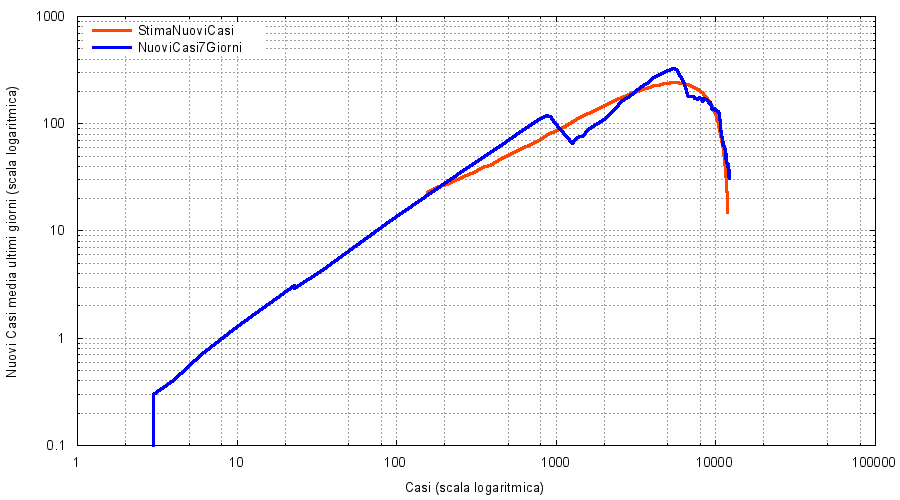 1000
100
10
1
0.1
StimaNuoviCasi
NuoviCasi7Giorni
Nuovi Casi media ultimi giorni (scala logaritmica)
1 10 100 1000 10000 100000
Casi (scala logaritmica)